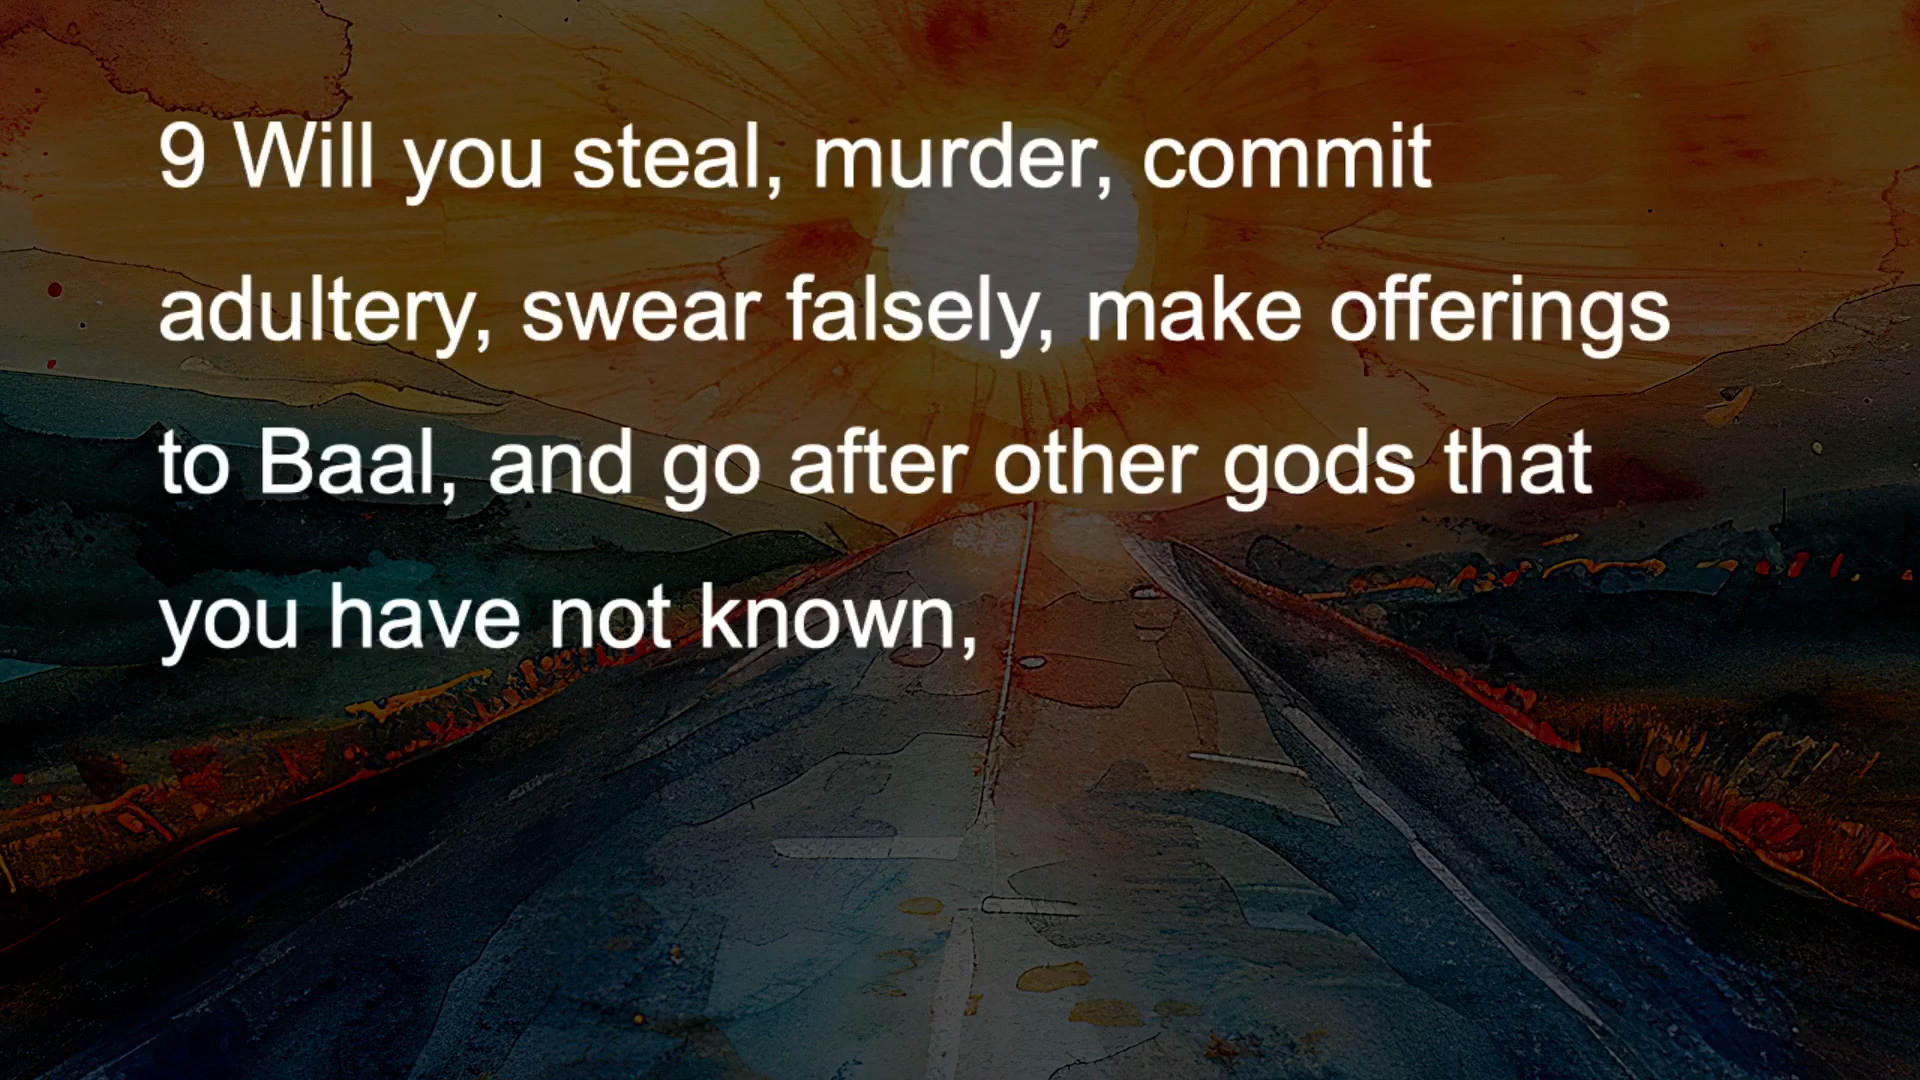 9 Will you steal, murder, commit
adultery, swear falsely, make offerings
to Baal, and go after other gods that
you have not known,